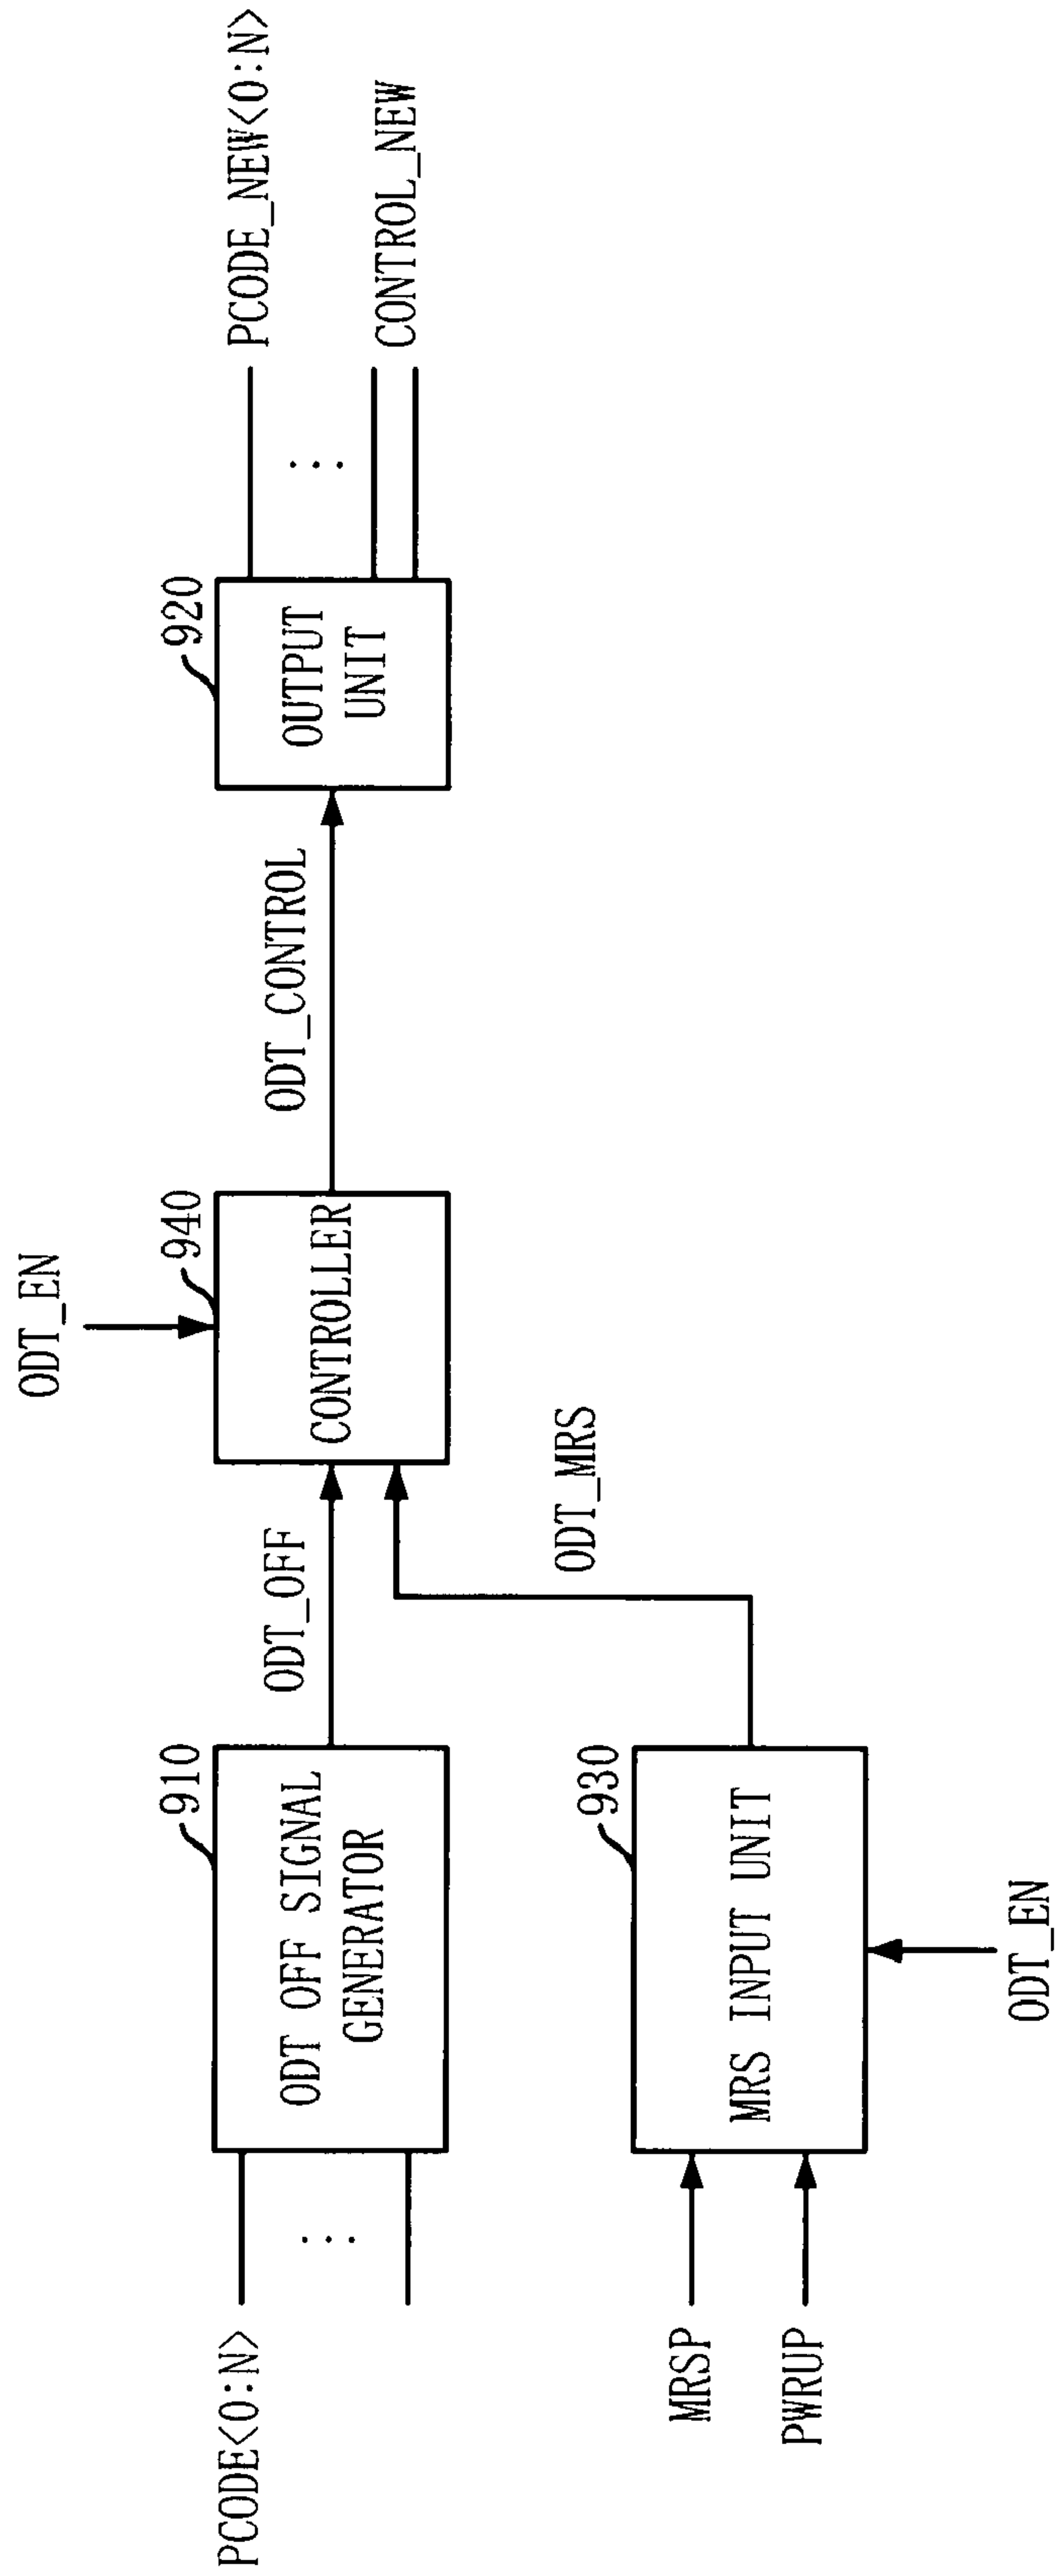 PCODE<0:N>
910
ODT OFF SIGNAL
GENERATOR
ODT_OFF
ODT_EN
940
CONTROLLER
ODT_CONTROL
920
OUTPUT
UNIT
PCODE_NEW<0:N>
CONTROL_NEW
MRSP
PWRUP
930
MRS INPUT UNIT
ODT_EN
ODT_MRS